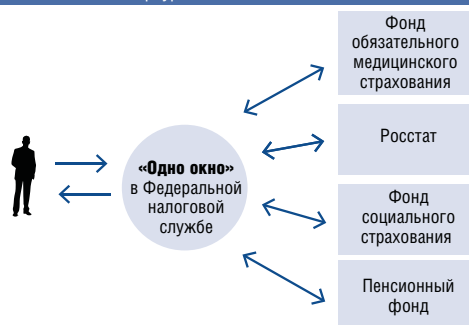 Фонд
обязательного
медицинского
страхования
Росстат
«Одно окно»
в Федеральной
налоговой
службе
Фонд
социального
страхования
Пенсионный
фонд